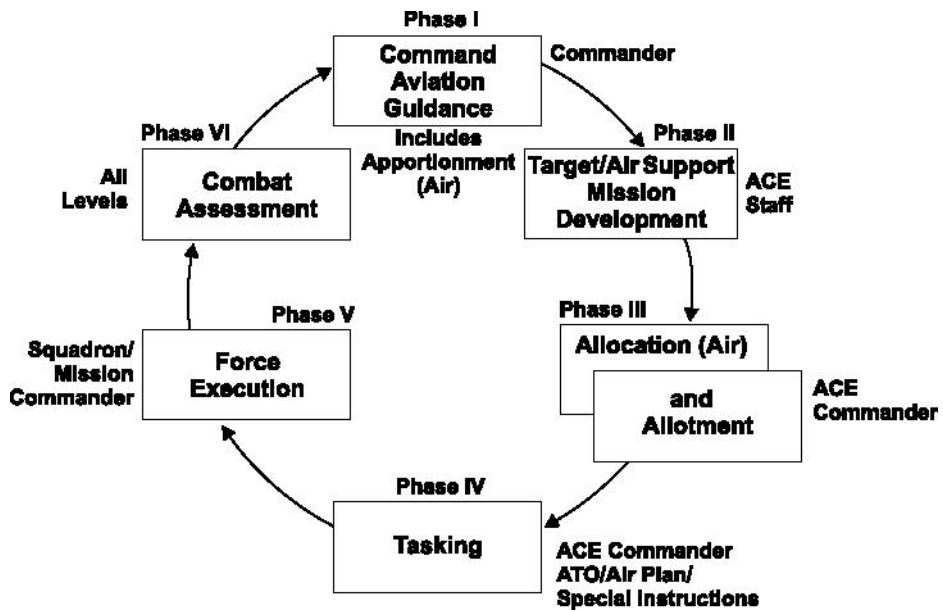 Phase I
Command
Aviation
Guidance
Commander
Includes
Apportionment
(Air)
Phase II
Target/Air Support
Mission
Development
ACE
Staff
Phase III
Allocation (Air)
and
Allotment
ACE
Commander
Phase IV
Tasking
ACE Commander
ATO/Air Plan/
Special Instructions
Phase V
Force
Execution
Squadron/
Mission
Commander
Phase VI
Combat
Assessment
All
Levels